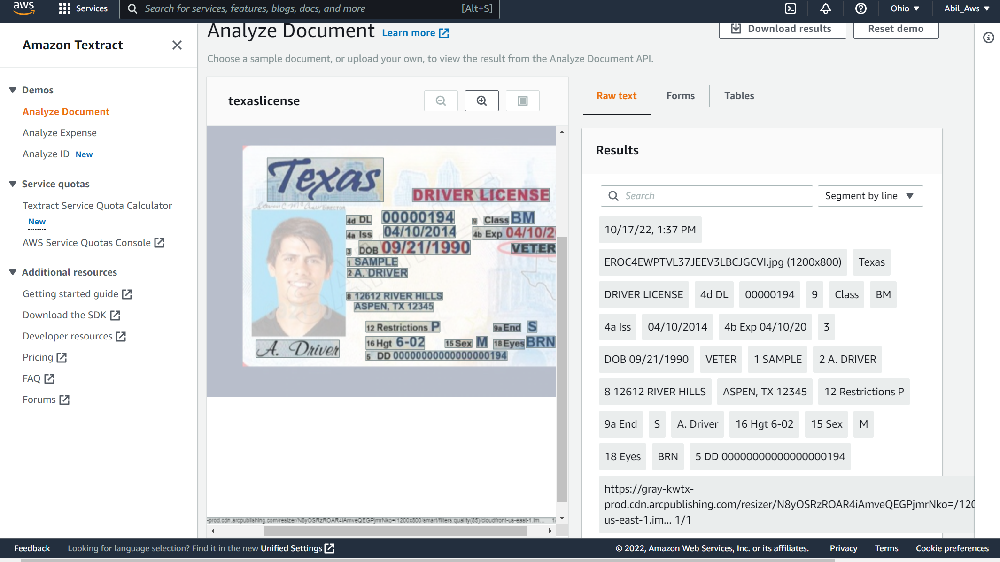 aws
Services
Search for services, features, blogs, docs, and more
[Alt+S]
Ohio
Abil_Aws
Amazon Textract
Demos
Analyze Document
Analyze Expense
Analyze ID New
Service quotas
Textract Service Quota Calculator
New
AWS Service Quotas Console
Additional resources
Getting started guide
Download the SDK
Developer resources
Pricing
FAQ
Forums
Analyze Document Learn more
Download results
Reset demo
Choose a sample document, or upload your own, to view the result from the Analyze Document API.
texaslicense
Texas
DRIVER LICENSE
DIRECTOR
4d DL 00000194 9 Class BM
4a Iss 04/10/2014 4b Exp 04/10/2
3 DOB 09/21/1990 VETER
1 SAMPLE
2 A. DRIVER
8 12612 RIVER HILLS
ASPEN, TX 12345
12 Restrictions P 9a End S
16 Hgt 6-02 15 Sex M 18 Eyes BRN
A. Driver
5 DD 00000000000000000194
-prod.cdn.arcpublishing.com/resizer/N8yOSRzROAR4iAmveQEGPjmrNko=/1200x800/smart/filters:quality(85)/cloudfront-us-east-1.im... 1/
Raw text
Forms
Tables
Results
Search
Segment by line
10/17/22, 1:37 PM
EROC4EWPTVL37JEEV3LBCJGCVI.jpg (1200x800) Texas
DRIVER LICENSE 4d DL 00000194 9 Class BM
4a Iss 04/10/2014 4b Exp 04/10/20 3
DOB 09/21/1990 VETER 1 SAMPLE 2 A. DRIVER
8 12612 RIVER HILLS ASPEN, TX 12345 12 Restrictions P
9a End S A. Driver 16 Hgt 6-02 15 Sex M
18 Eyes BRN 5 DD 00000000000000000194
https://gray-kwtx-
prod.cdn.arcpublishing.com/resizer/N8yOSRzROAR4iAmveQEGPjmrNko=/120
us-east-1.im... 1/1
Feedback
Looking for language selection? Find it in the new Unified Settings
© 2022, Amazon Web Services, Inc. or its affiliates.
Privacy
Terms
Cookie preferences